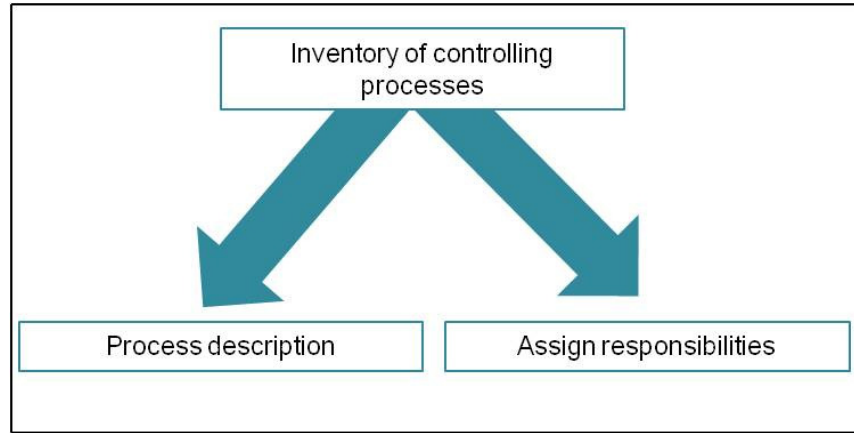 Inventory of controlling
processes
Process description
Assign responsibilities